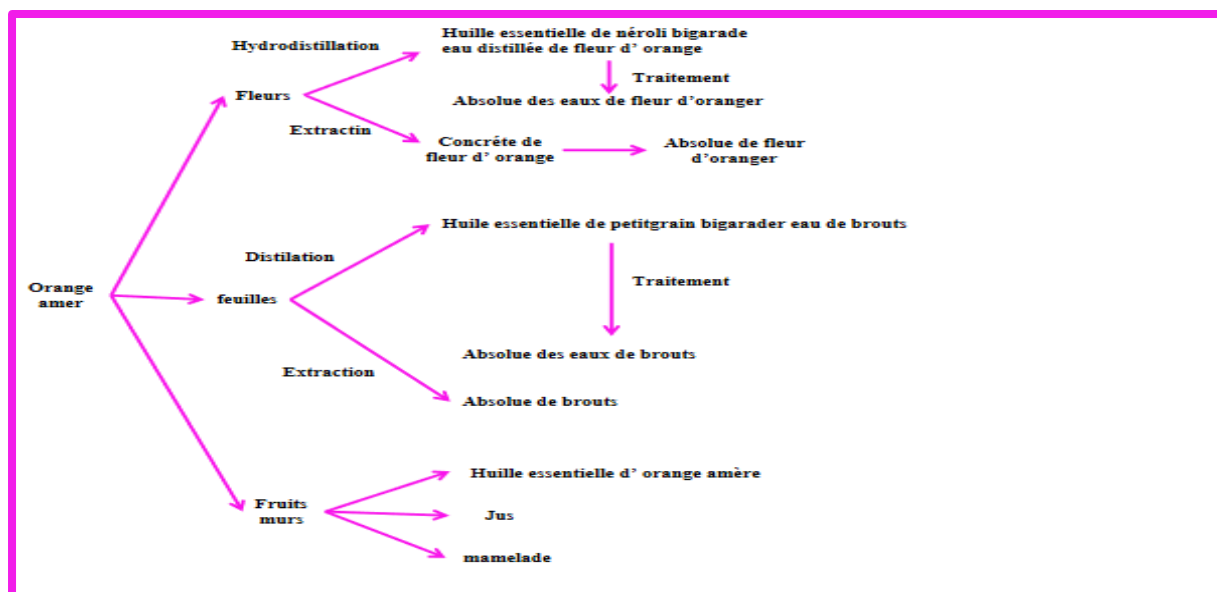 Hydrodistillation
Huille essentielle de néroli bigarade
eau distillée de fleur d' orange
Traitement
Fleurs
Absolue des eaux de fleur d'oranger
Extractin
Concréte de
fleur d' orange
Absolue de fleur
d'oranger
Huile essentielle de petitgrain bigarader eau de brouts
Distilation
Traitement
Orange
amer
feuilles
Absolue des eaux de brouts
Extraction
Absolue de brouts
Huille essentielle d' orange amère
Fruits
murs
Jus
mamelade